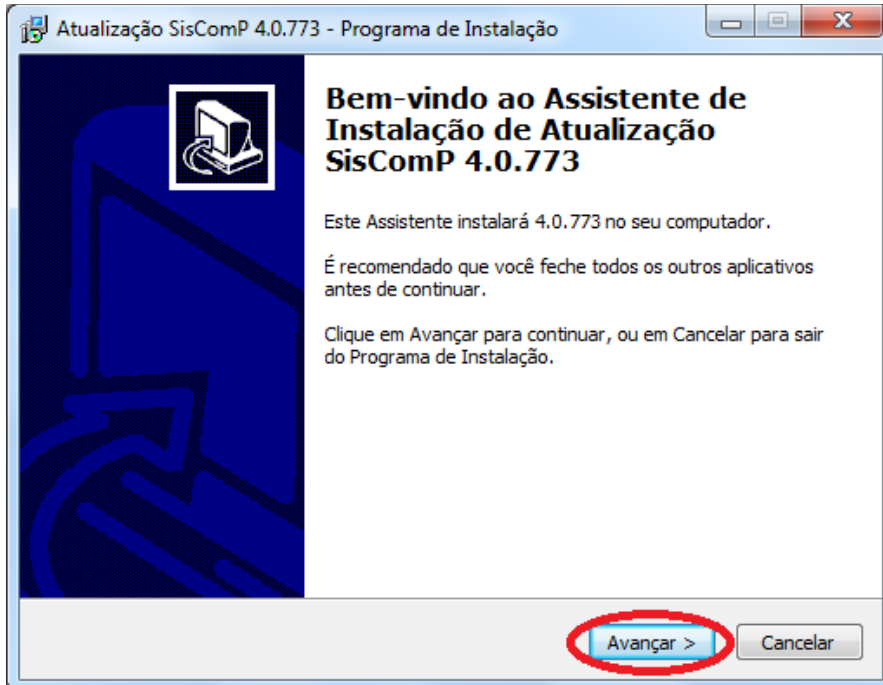 Atualização SisComP 4.0.773 - Programa de Instalação
Bem-vindo ao Assistente de
Instalação de Atualização
SisComP 4.0.773
Este Assistente instalará 4.0.773 no seu computador.
É recomendado que você feche todos os outros aplicativos
antes de continuar.
Clique em Avançar para continuar, ou em Cancelar para sair
do Programa de Instalação.
Avançar > Cancelar